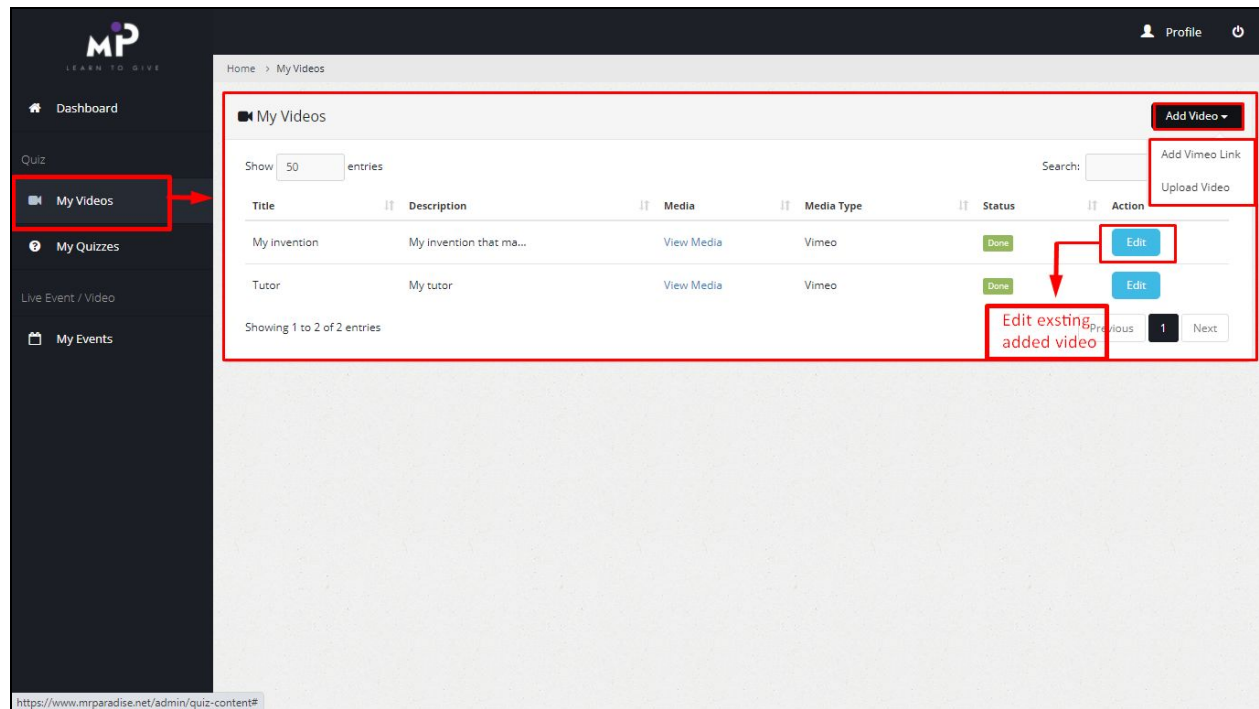 MP
LEARN TO GIVE
Profile
Home > My Videos
Dashboard
Quiz
My Videos
My Quizzes
Live Event / Video
My Events
My Videos
Add Video
Add Vimeo Link
Upload Video
Show 50 entries
Search:
Title Description Media Media Type Status Action
My invention My invention that ma... View Media Vimeo Done Edit
Tutor My tutor View Media Vimeo Done Edit
Showing 1 to 2 of 2 entries
Previous 1 Next
Edit exsting
added video
https://www.mrparadise.net/admin/quiz-content#